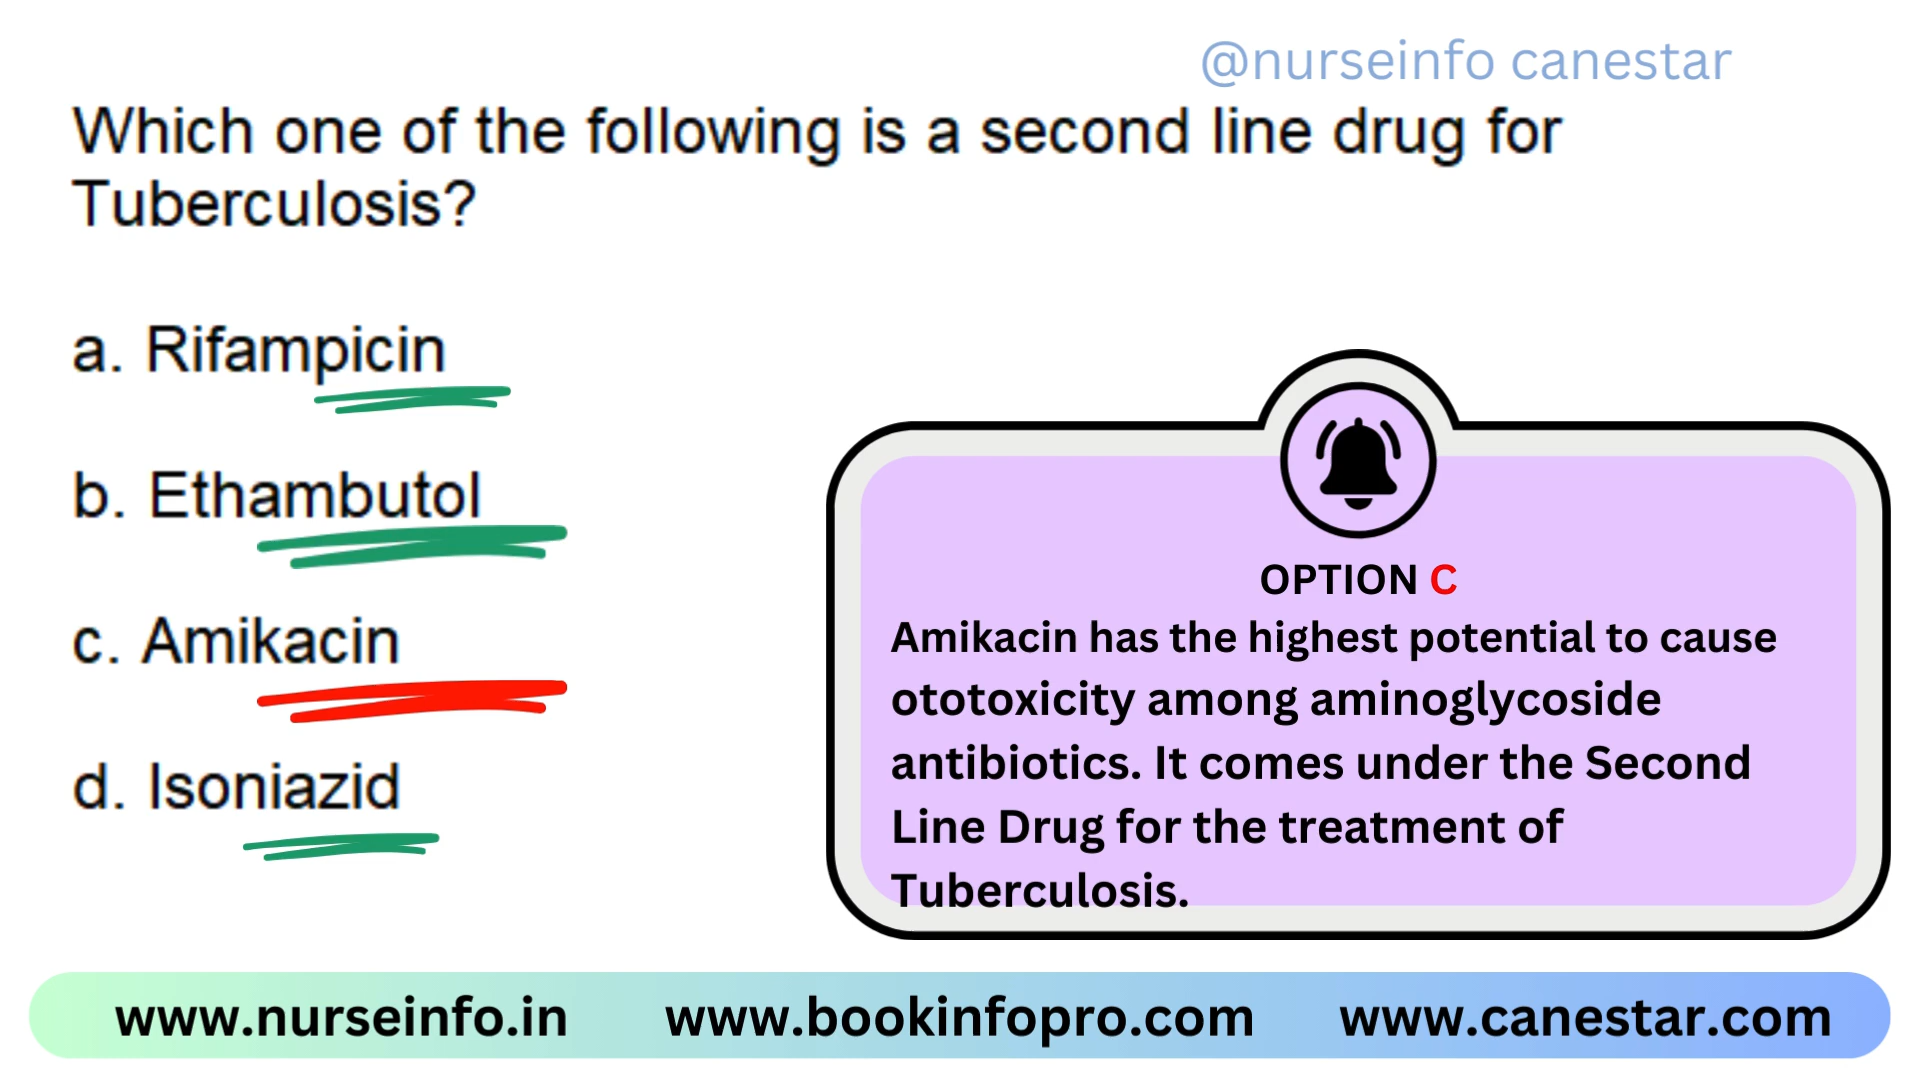 @nurseinfo canestar
Which one of the following is a second line drug for
Tuberculosis?
a. Rifampicin
b. Ethambutol
c. Amikacin
d. Isoniazid
OPTION C
Amikacin has the highest potential to cause
ototoxicity among aminoglycoside
antibiotics. It comes under the Second
Line Drug for the treatment of
Tuberculosis.
www.nurseinfo.in www.bookinfopro.com www.canestar.com